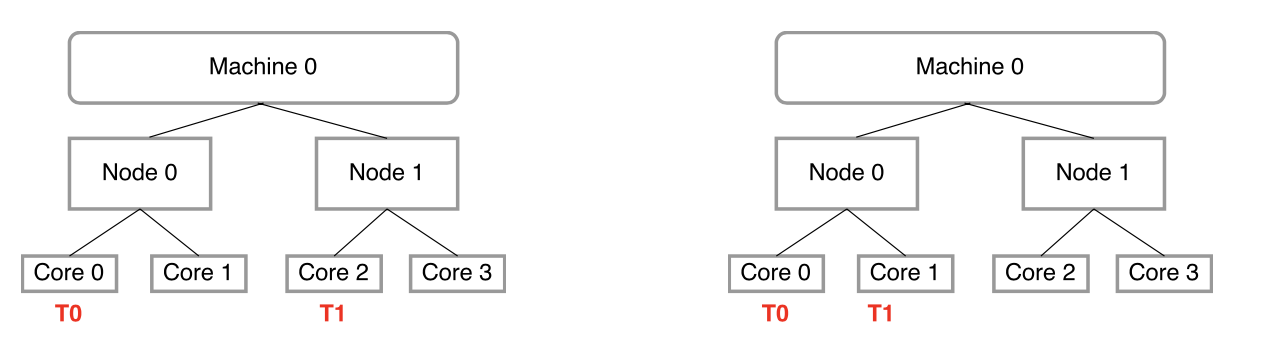 Machine 0
Node 0
Node 1
Core 0
Core 1
Core 2
Core 3
T0
T1
Machine 0
Node 0
Node 1
Core 0
Core 1
Core 2
Core 3
T0
T1